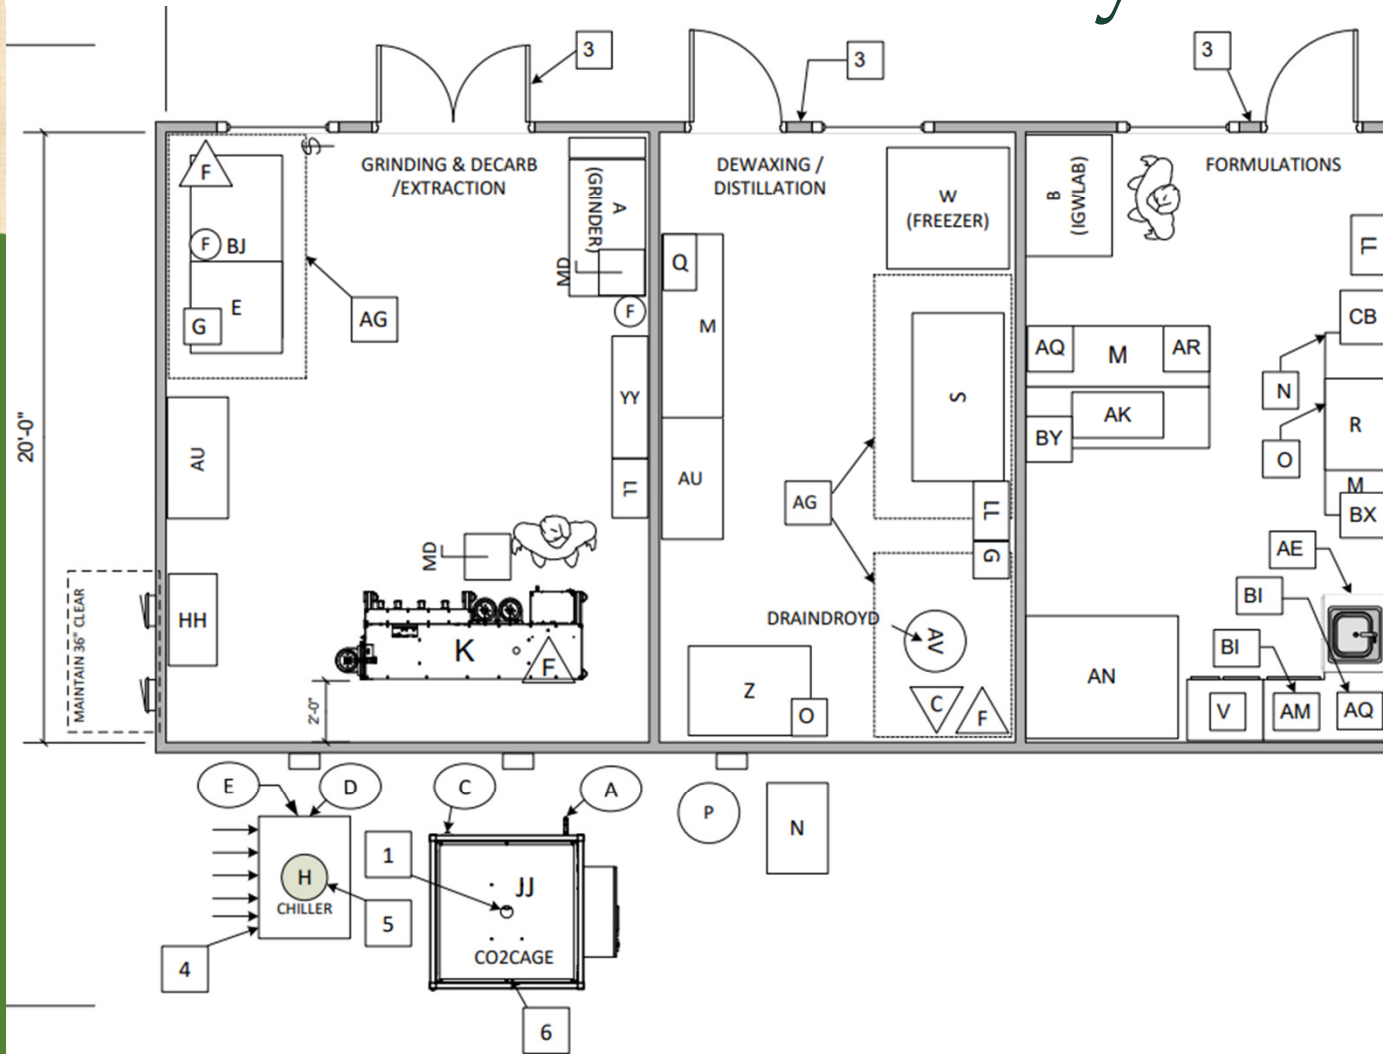 y
3
3
3
GRINDING & DECARB
/EXTRACTION
DEWAXING /
DISTILLATION
FORMULATIONS
F
F
BJ
E
G
AG
A
(GRINDER)
MD
F
YY
LL
AU
HH
MD
K
F
20'-0"
MAINTAIN 36" CLEAR
2'-0"
Q
M
AU
W
(FREEZER)
S
AG
LL
G
DRAINDROYD
AV
C
F
Z
O
B
(IGWLAB)
AQ
M
AR
AK
BY
AN
LL
CB
N
O
R
M
BX
AE
BI
BI
V
AM
AQ
E
D
C
A
P
N
H
CHILLER
1
5
4
JJ
CO2CAGE
6